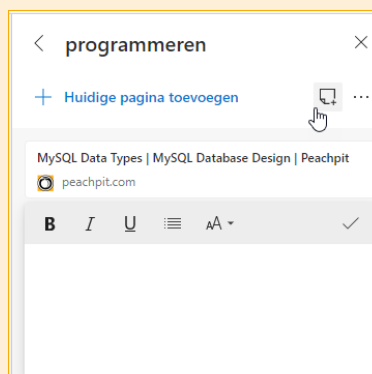 programmeren
Huidige pagina toevoegen
MySQL Data Types | MySQL Database Design | Peachpit
peachpit.com
B I U AA